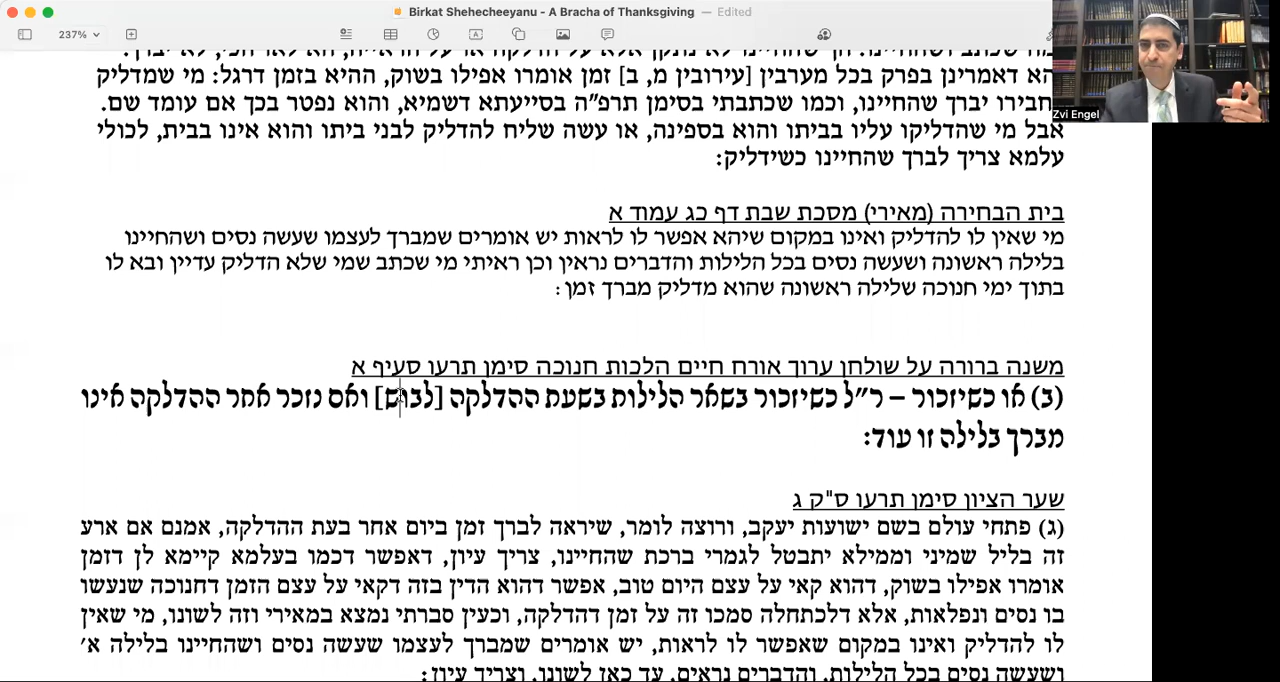 Birkat Shehecheeyanu - A Bracha of Thanksgiving — Edited
237%
Zvi Engel
הא דאמרינן בפרק בכל מערבין [עירובין מ, ב] זמן אומרו אפילו בשוק, ההיא בזמן דרגל: מי שמדליק
חבירו יברך שהחיינו, וכמו שכתבתי בסימן תרפ"ה בסייעתא דשמיא, והוא נפטר בכך אם עומד שם.
אבל מי שהדליקו עליו בביתו והוא בספינה, או עשה שליח להדליק לבני ביתו והוא אינו בבית, לכולי
עלמא צריך לברך שהחיינו כשידליק:
בית הבחירה (מאירי) מסכת שבת דף כג עמוד א
מי שאין לו להדליק ואינו במקום שיהא אפשר לו לראות יש אומרים שמברך לעצמו שעשה נסים ושהחיינו
בלילה ראשונה ושעשה נסים בכל הלילות והדברים נראין וכן ראיתי מי שכתב שמי שלא הדליק עדיין ובא לו
בתוך ימי חנוכה שלילה ראשונה שהוא מדליק מברך זמן :
משנה ברורה על שולחן ערוך אורח חיים הלכות חנוכה סימן תרעו סעיף א
(ב) או כשיזכור – ר"ל כשיזכור בשאר הלילות בשעת ההדלקה [לבוש] ואם נזכר אחר ההדלקה אינו
מברך בלילה זו עוד:
שער הציון סימן תרעו ס"ק ג
(ג) פתחי עולם בשם ישועות יעקב, ורוצה לומר, שיראה לברך זמן ביום אחר בעת ההדלקה, אמנם אם ארע
זה בליל שמיני וממילא יתבטל לגמרי ברכת שהחיינו, צריך עיון, דאפשר דכמו בעלמא קיימא לן דזמן
אומרו אפילו בשוק, דהוא קאי על עצם היום טוב, אפשר דהוא הדין בזה דקאי על עצם הזמן דחנוכה שנעשו
בו נסים ונפלאות, אלא דלכתחלה סמכו זה על זמן דהדלקה, וכעין סברתי נמצא במאירי וזה לשונו, מי שאין
לו להדליק ואינו במקום שאפשר לו לראות, יש אומרים שמברך לעצמו שעשה נסים ושהחיינו בלילה א'
ושעשה נסים בכל הלילות, והדברים נראים, עד כאן לשונו, וצריך עיון: